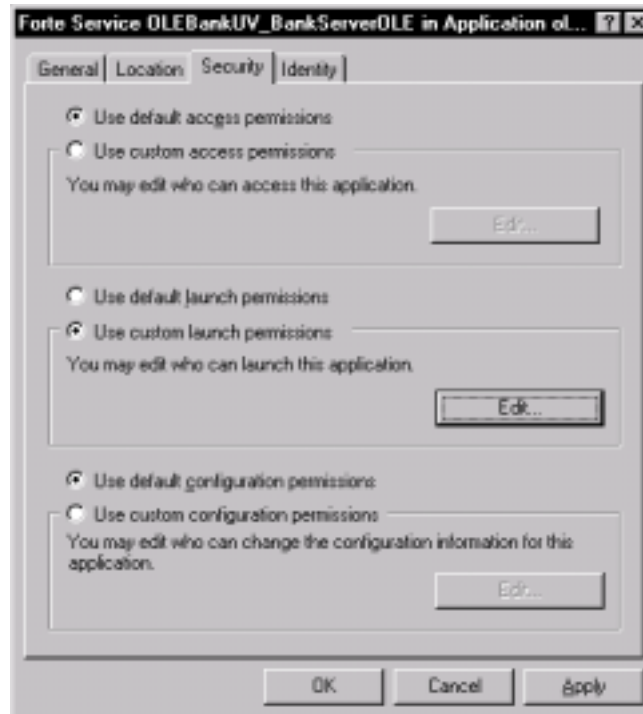 Forte Service OLEBankUV_BankServerOLE in Application ol...
General
Location
Security
Identity
Use default access permissions
Use custom access permissions
You may edit who can access this application.
Edit...
Use default launch permissions
Use custom launch permissions
You may edit who can launch this application.
Edit...
Use default configuration permissions
Use custom configuration permissions
You may edit who can change the configuration information for this
application.
Edit...
OK
Cancel
Apply